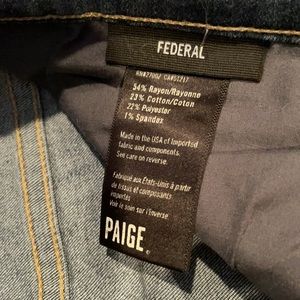 FEDERAL
54% Rayon/Rayonne
23% Cotton/Coton
22% Polyester
1% Spandex
Made in the USA of imported
fabric and components.
See care on reverse.
Fabriqué aux États-Unis à partir
de tissus et composants
importés
Voir le soin sur l'inverse.
PAIGE